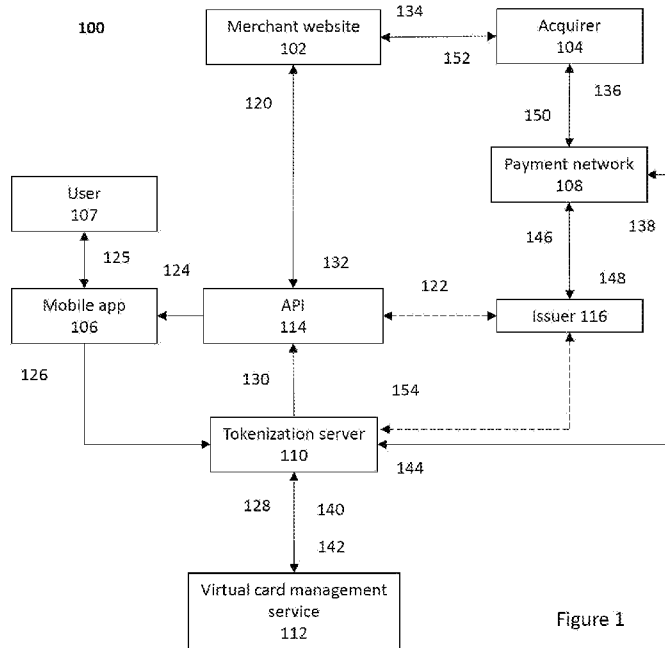 100
Merchant website
102
134
152
Acquirer
104
120
150
136
Payment network
108
User
107
138
125
124
132
146
148
122
Mobile app
106
API
114
Issuer 116
126
130
154
Tokenization server
110
144
128
140
142
Virtual card management
service
112
Figure 1